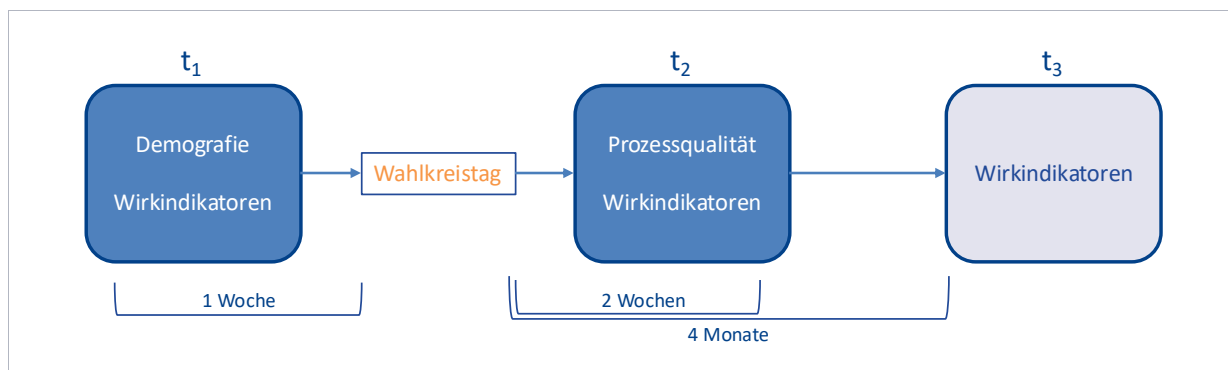 t1
t2
t3
Demografie
Wirkindikatoren
Wahlkreistag
Prozessqualität
Wirkindikatoren
Wirkindikatoren
1 Woche
2 Wochen
4 Monate